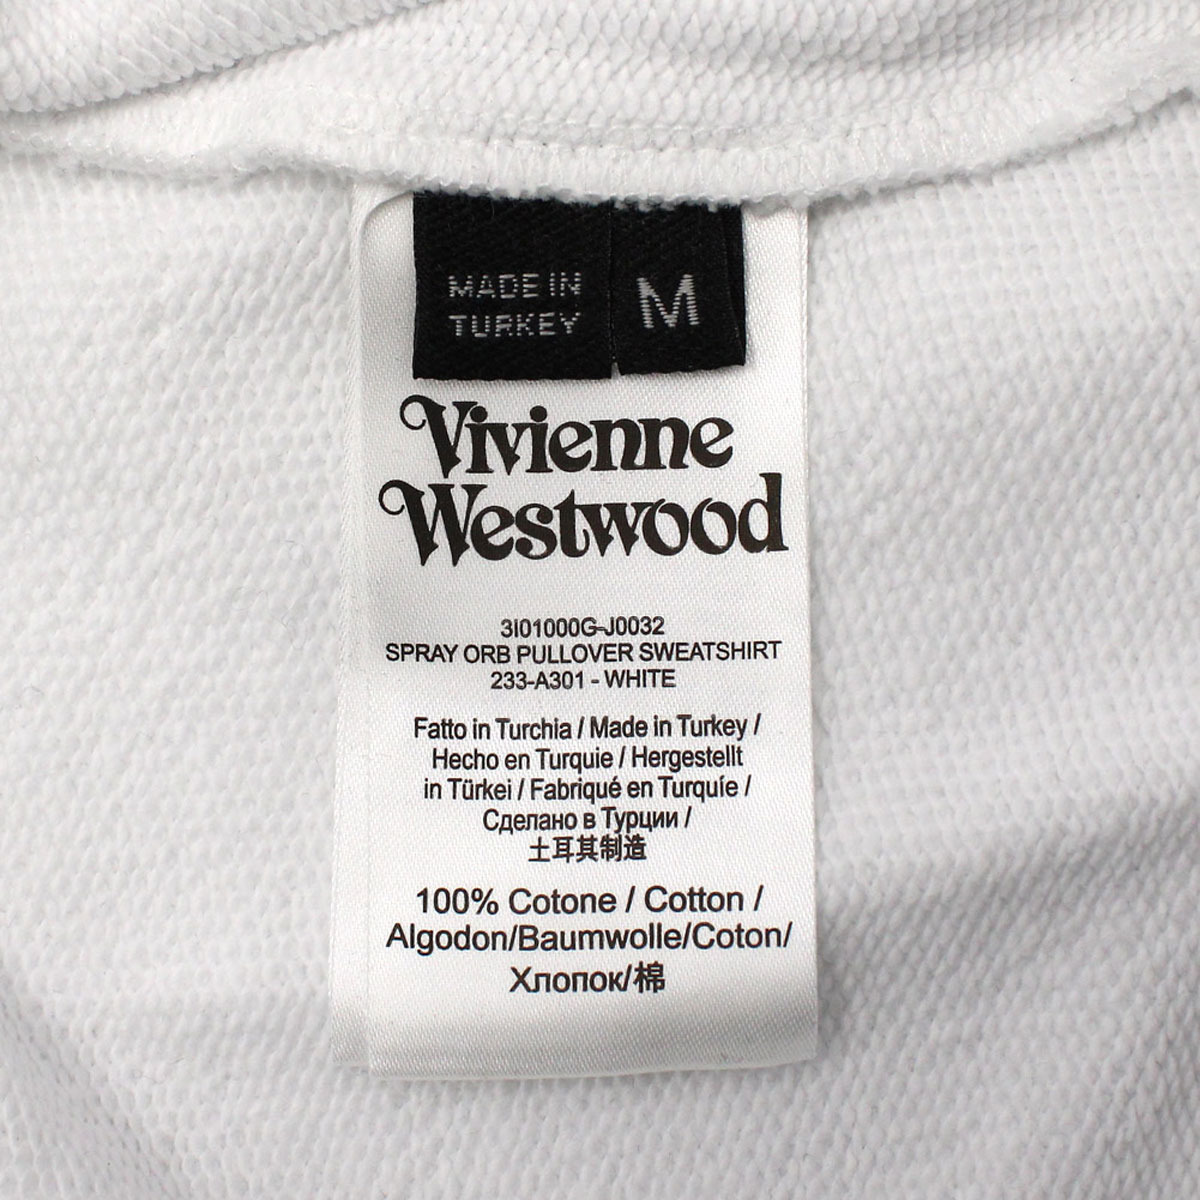 MADE IN
TURKEY
M
Vivienne
Westwood
3I01000G-J0032
SPRAY ORB PULLOVER SWEATSHIRT
233-A301 - WHITE
Fatto in Turchia / Made in Turkey /
Hecho en Turquie / Hergestellt
in Türkei / Fabriqué en Turquíe /
Сделано в Турции /
土耳其制造
100% Cotone / Cotton /
Algodon/Baumwolle/Coton/
Хлопок/棉